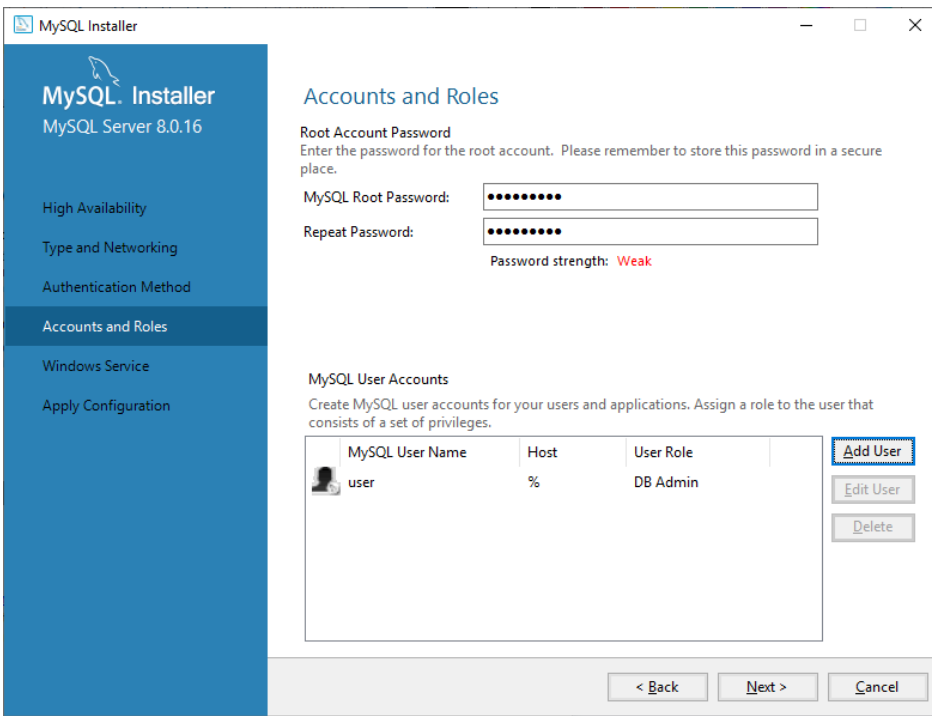 MySQL Installer
MySQL. Installer
MySQL Server 8.0.16
High Availability
Type and Networking
Authentication Method
Accounts and Roles
Windows Service
Apply Configuration
Accounts and Roles
Root Account Password
Enter the password for the root account. Please remember to store this password in a secure
place.
MySQL Root Password: ●●●●●●●●●
Repeat Password: ●●●●●●●●●
Password strength: Weak
MySQL User Accounts
Create MySQL user accounts for your users and applications. Assign a role to the user that
consists of a set of privileges.
MySQL User Name Host User Role
user % DB Admin
Add User
Edit User
Delete
< Back Next > Cancel